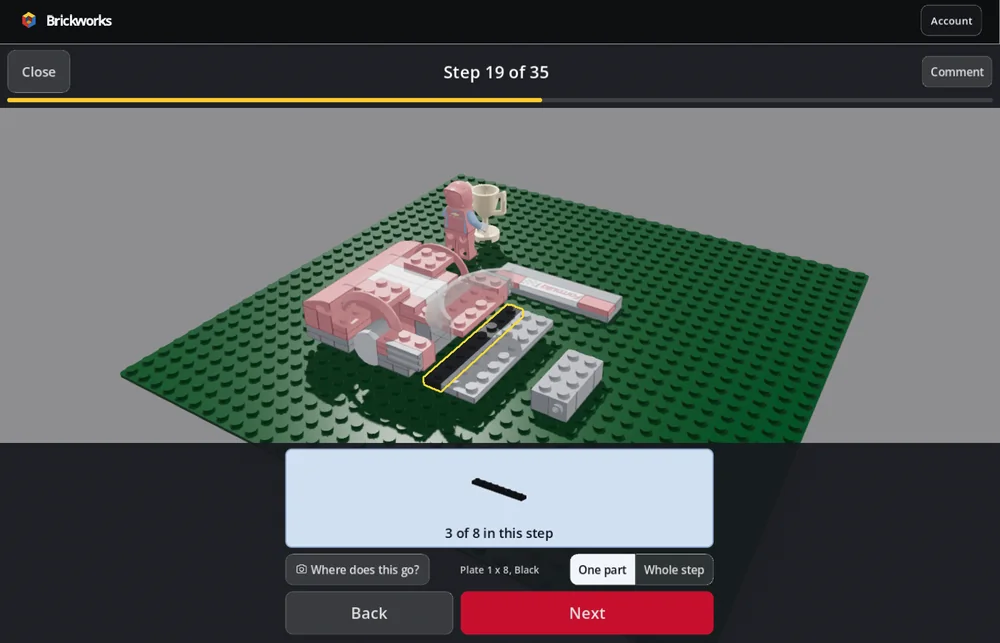 Brickworks
Account
Close
Step 19 of 35
Comment
3 of 8 in this step
Where does this go?
Plate 1 x 8, Black
One part
Whole step
Back
Next